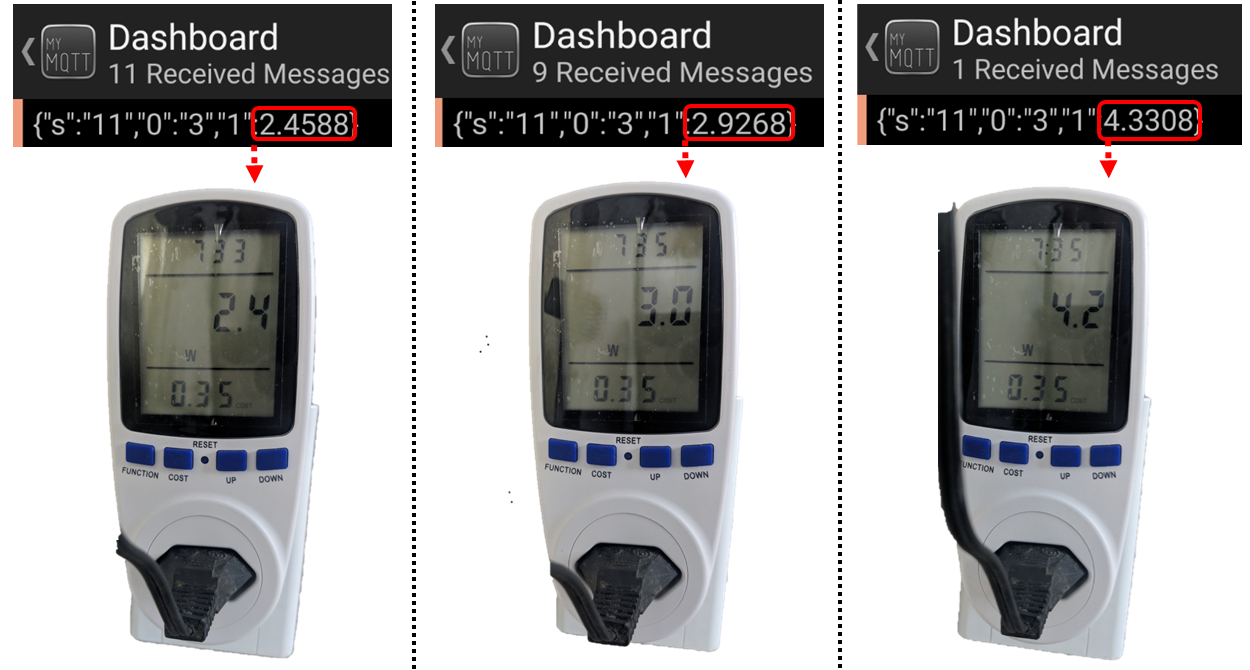 MY
MQTT
Dashboard
11 Received Messages
{"s":"11","0":"3","1":2.4588}
733
2.4
W
0.35
COST
RESET
FUNCTION COST UP DOWN
MY
MQTT
Dashboard
9 Received Messages
{"s":"11","0":"3","1":2.9268}
735
3.0
W
0.35
COST
RESET
FUNCTION COST UP DOWN
MY
MQTT
Dashboard
1 Received Messages
{"s":"11","0":"3","1":4.3308}
7:35
4.2
W
0.35
COST
RESET
UNCTION COST UP DOWN